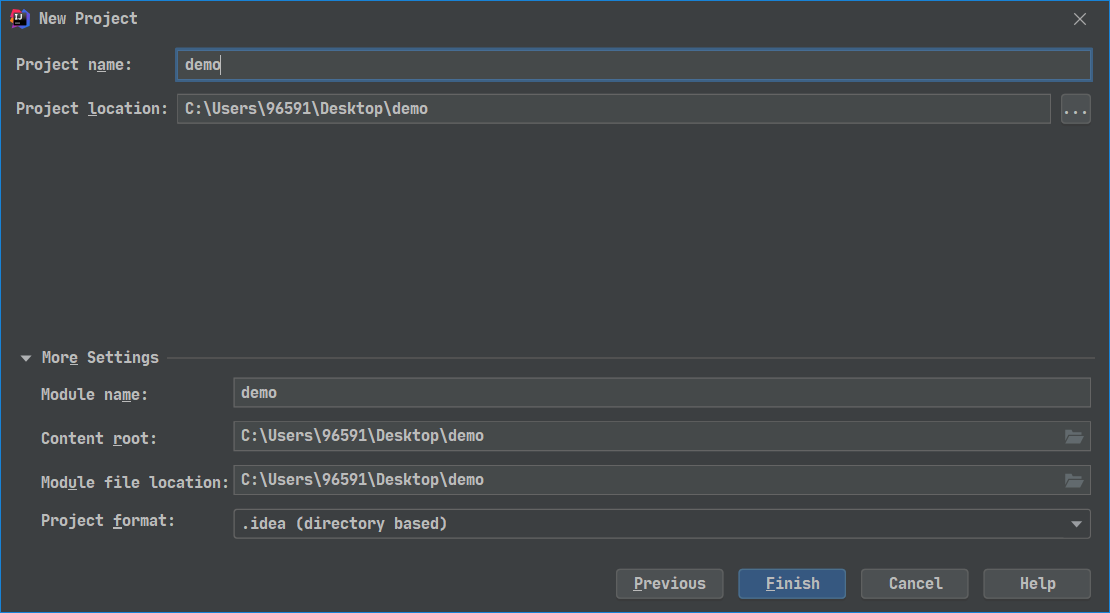 New Project
Project name: demo
Project location: C:\Users\96591\Desktop\demo ...
More Settings
Module name: demo
Content root: C:\Users\96591\Desktop\demo
Module file location: C:\Users\96591\Desktop\demo
Project format: .idea (directory based)
Previous Finish Cancel Help